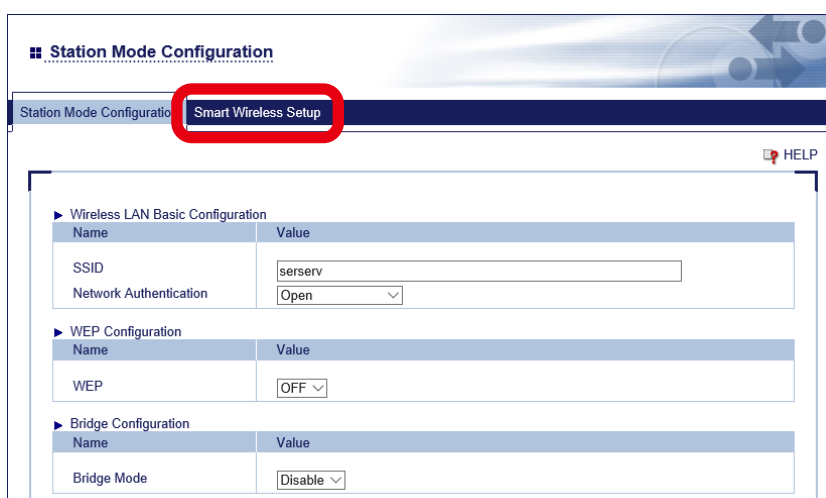 Station Mode Configuration
Station Mode Configuratio Smart Wireless Setup
HELP
Wireless LAN Basic Configuration
Name Value
SSID serserv
Network Authentication Open
WEP Configuration
Name Value
WEP OFF
Bridge Configuration
Name Value
Bridge Mode Disable